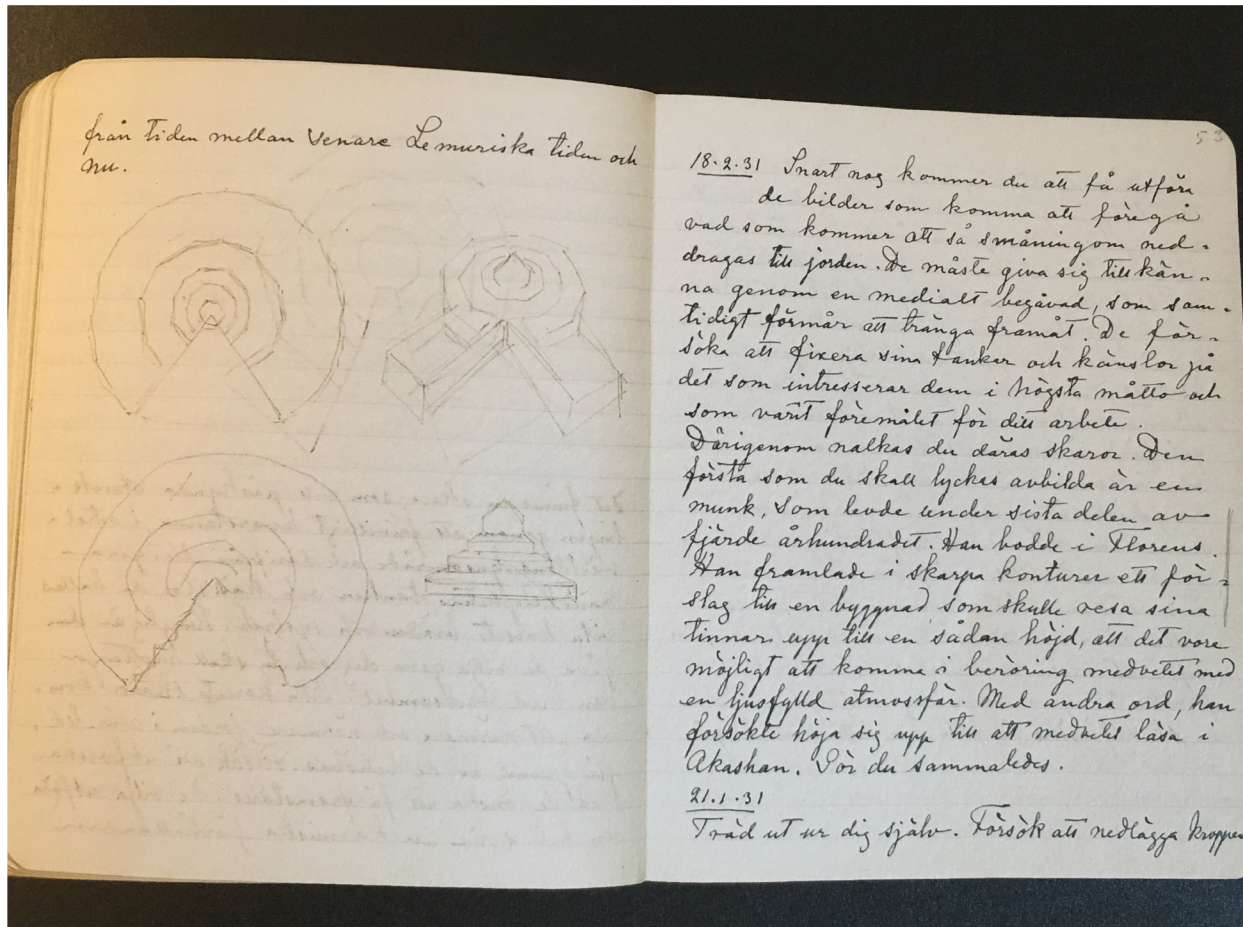 från tiden mellan senare Lemuriska tiden och
nu.
53
18.2.31 Snart nog kommer du att få utföra
de bilder som komma att föregå
vad som kommer att så småningom ned-
dragas till jorden. De måste giva sig tillkän-
na genom en medialt begåvad, som sam-
tidigt förmår att tränga framåt. De för-
söka att fixera sina tankar och känslor på
det som intresserar dem i högsta måtto och
som varit föremålet för ditt arbete.
Därigenom nalkas du däras skaror. Den
första som du skall lyckas avbilda är en
munk, som levde under sista delen av
fjärde århundradet. Han bodde i Florens.
Han framlade i skarpa konturer ett för-
slag till en byggnad som skulle resa sina
tinnar upp till en sådan höjd, att det vore
möjligt att komma i beröring medvetet med
en ljusfylld atmosfär. Med andra ord, han
försökte höja sig upp till att medvetet läsa i
Akashan. Gör du sammaledes.
21.1.31
Träd ut ur dig själv. Försök att nedlägga kroppen